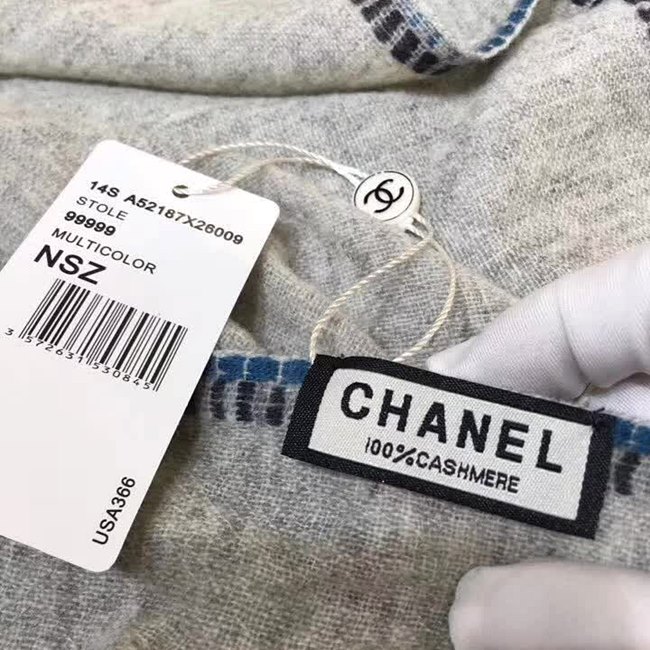 14S A52187X26009
STOLE
99999
MULTICOLOR
NSZ
3 572631 530845
USA366
CHANEL
100%CASHMERE